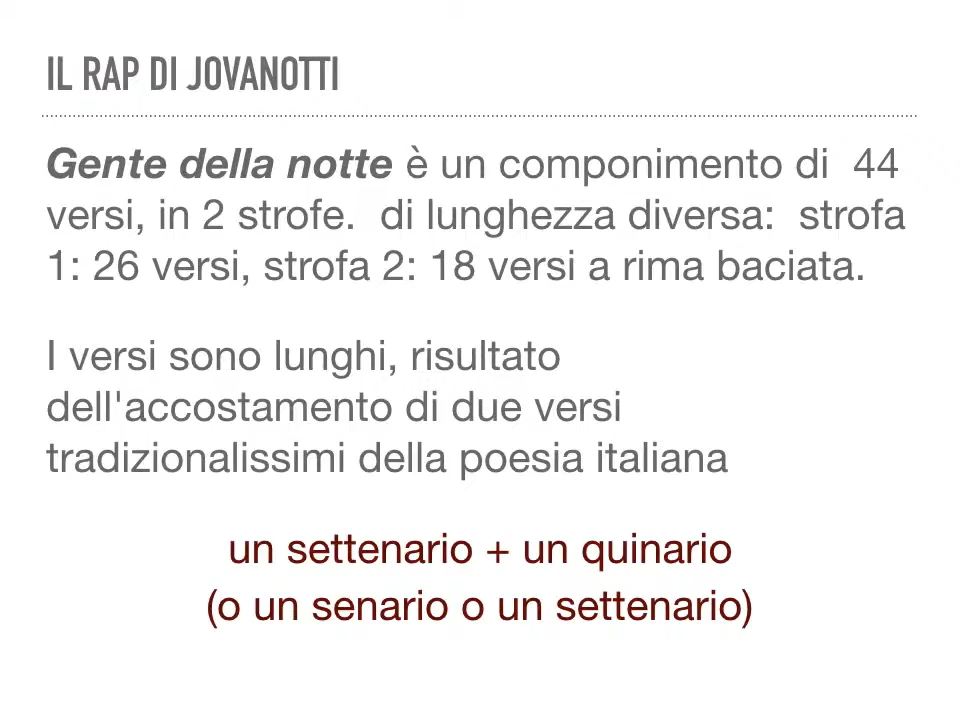 IL RAP DI JOVANOTTI
Gente della notte è un componimento di  44
versi, in 2 strofe.  di lunghezza diversa:  strofa
1: 26 versi, strofa 2: 18 versi a rima baciata.
I versi sono lunghi, risultato
dell'accostamento di due versi
tradizionalissimi della poesia italiana
un settenario + un quinario
(o un senario o un settenario)